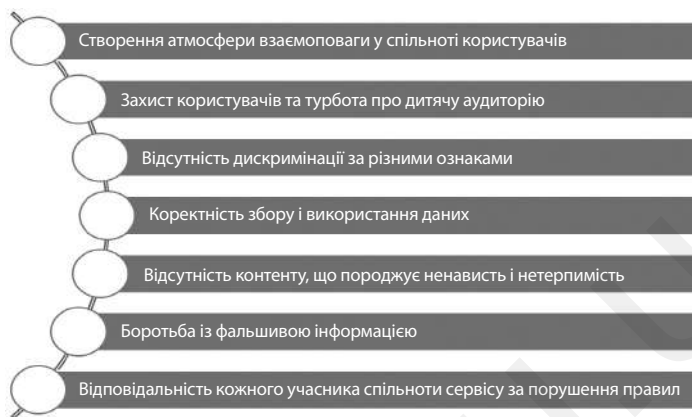 Створення атмосфери взаємоповаги у спільноті користувачів
Захист користувачів та турбота про дитячу аудиторію
Відсутність дискримінації за різними ознаками
Коректність збору і використання даних
Відсутність контенту, що породжує ненависть і нетерпимість
Боротьба із фальшивою інформацією
Відповідальність кожного учасника спільноти сервісу за порушення правил